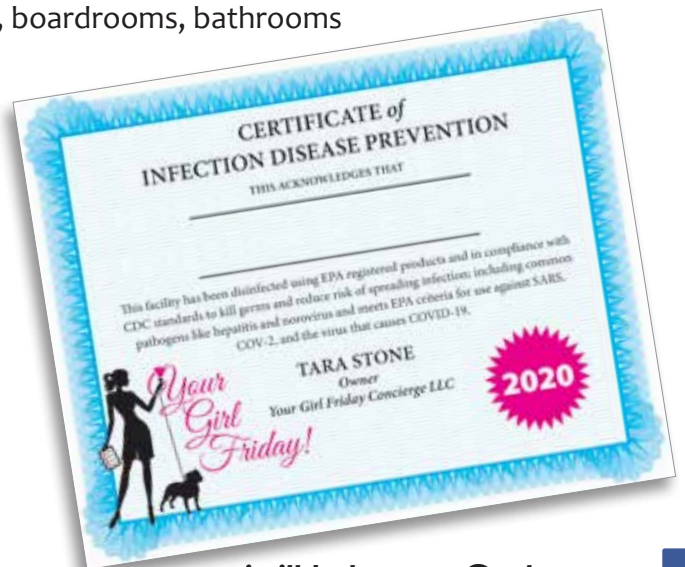 , boardrooms, bathrooms
CERTIFICATE of
INFECTION DISEASE PREVENTION
THIS ACKNOWLEDGES THAT
This facility has been disinfected using EPA registered products and in compliance with
CDC standards to kill germs and reduce risk of spreading infection; including common
pathogens like hepatitis and norovirus and meets EPA criteria for use against SARS,
COV-2, and the virus that causes COVID-19.
TARA STONE
Owner
Your Girl Friday Concierge LLC
2020
Your
Girl
Friday!